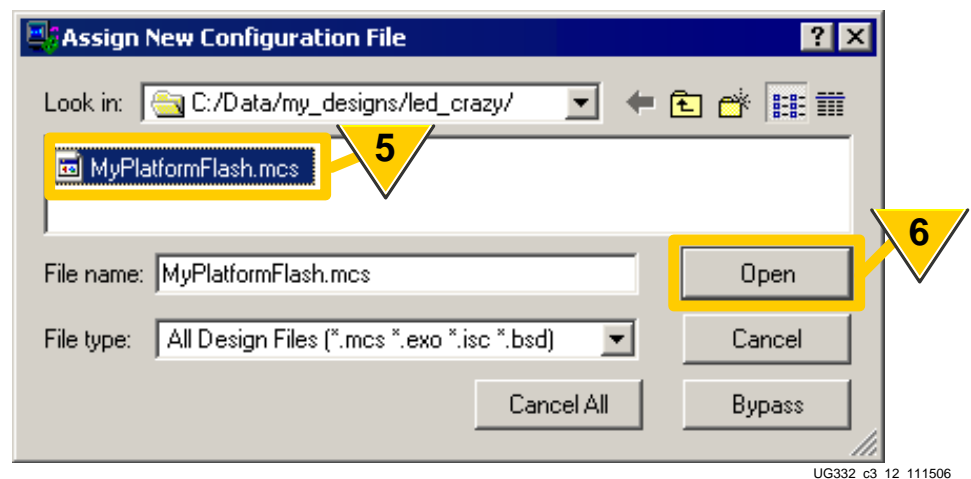 Assign New Configuration File
Look in: C:/Data/my_designs/led_crazy/
MyPlatformFlash.mcs
5
6
File name: MyPlatformFlash.mcs Open
File type: All Design Files (*.mcs *.exo *.isc *.bsd) Cancel
Cancel All Bypass
UG332_c3_12_111506